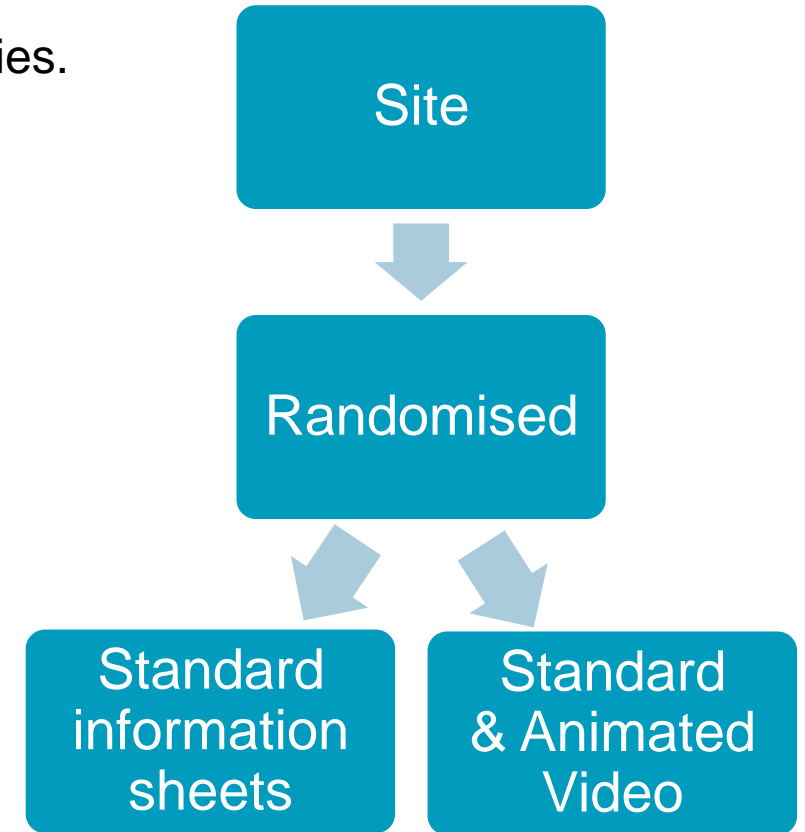 ies.
Site
Randomised
Standard
information
sheets
Standard
& Animated
Video